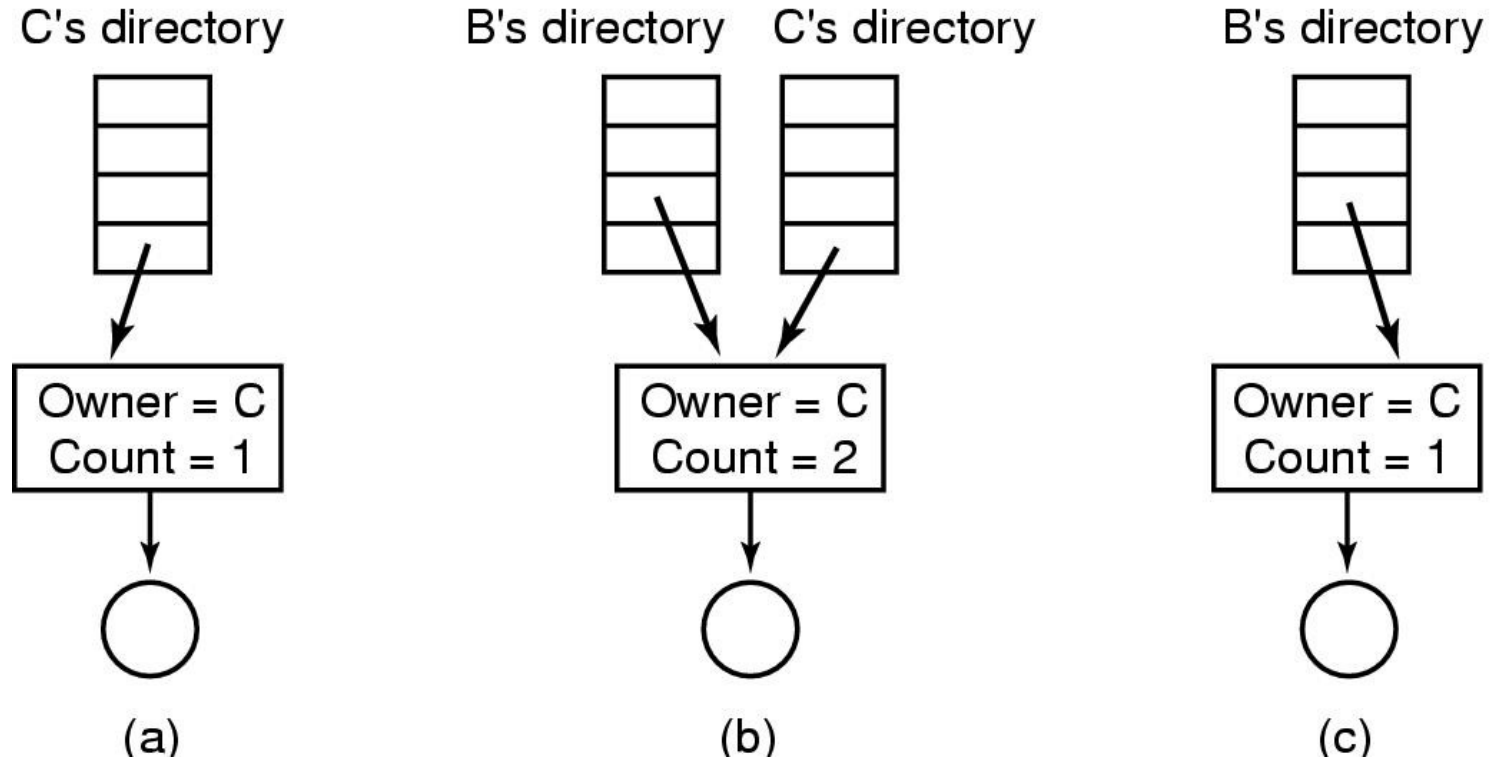 C's directory
B's directory
C's directory
B's directory
Owner = C
Count = 1
Owner = C
Count = 2
Owner = C
Count = 1
(a)
(b)
(c)